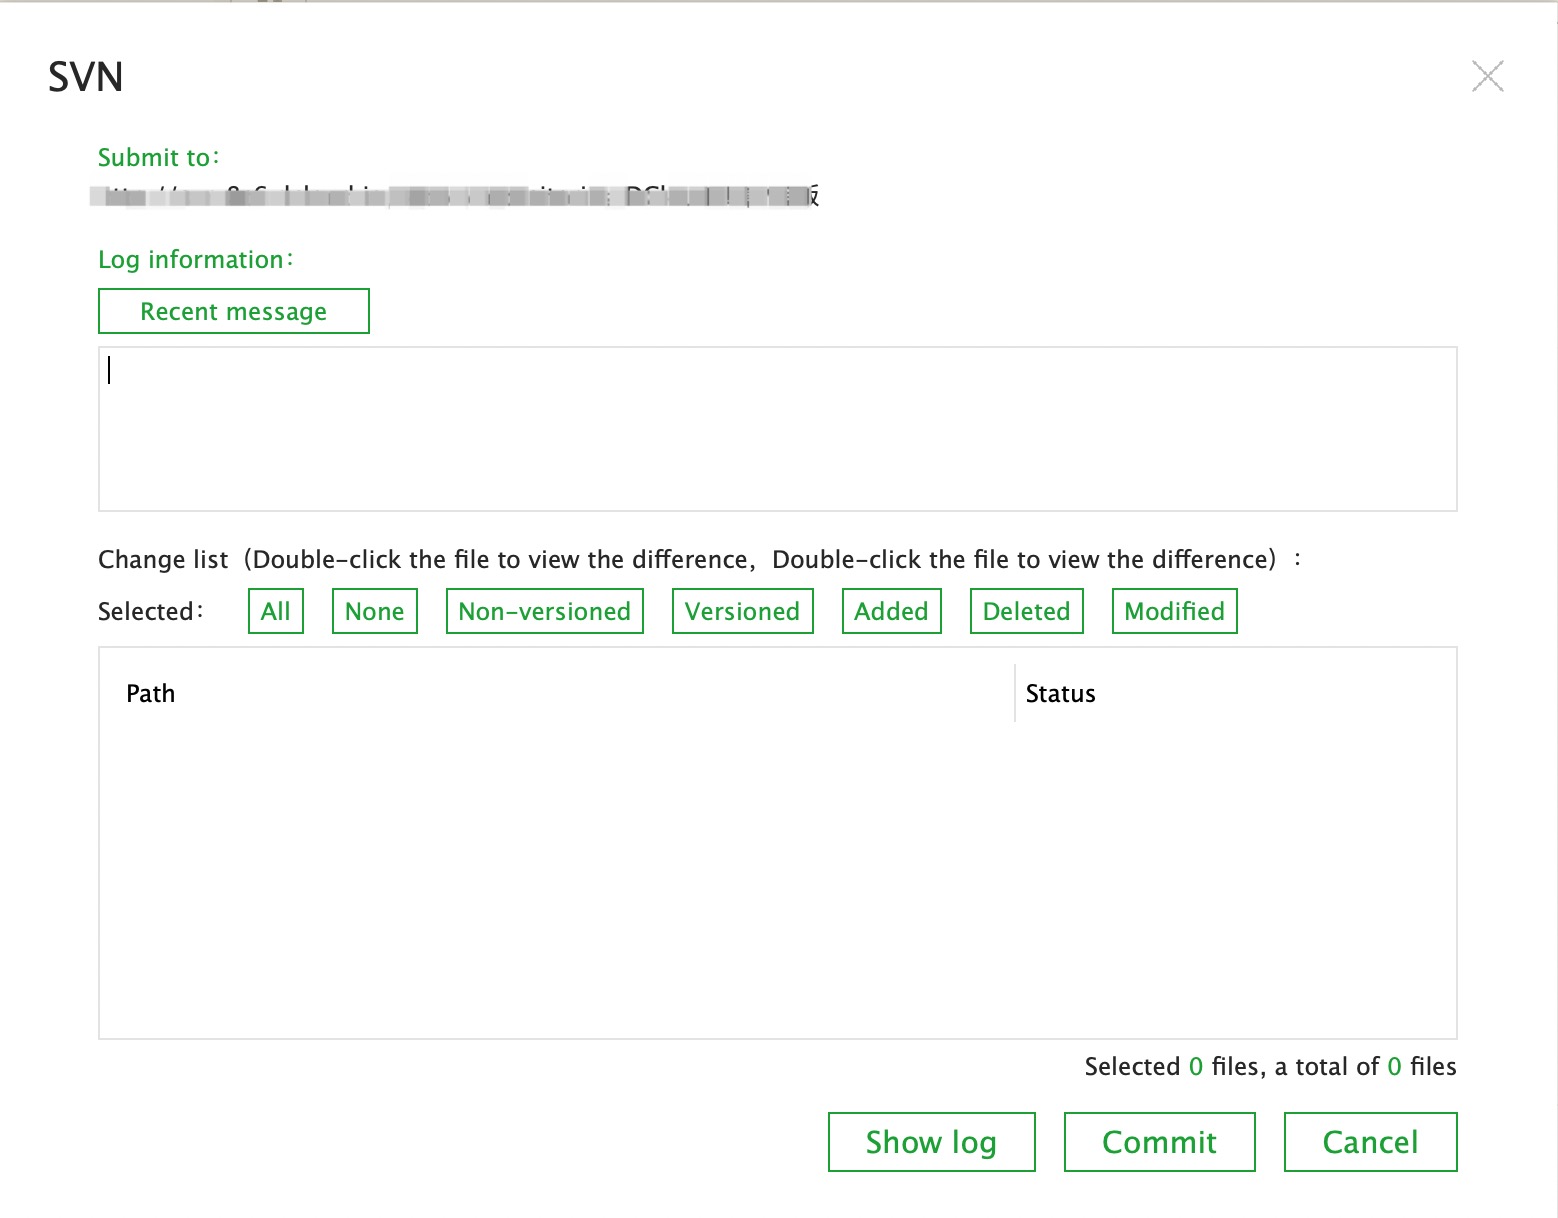 SVN
Submit to：
Log information：
Recent message
Change list（Double-click the file to view the difference，Double-click the file to view the difference）：
Selected： All None Non-versioned Versioned Added Deleted Modified
Path Status
Selected 0 files, a total of 0 files
Show log Commit Cancel